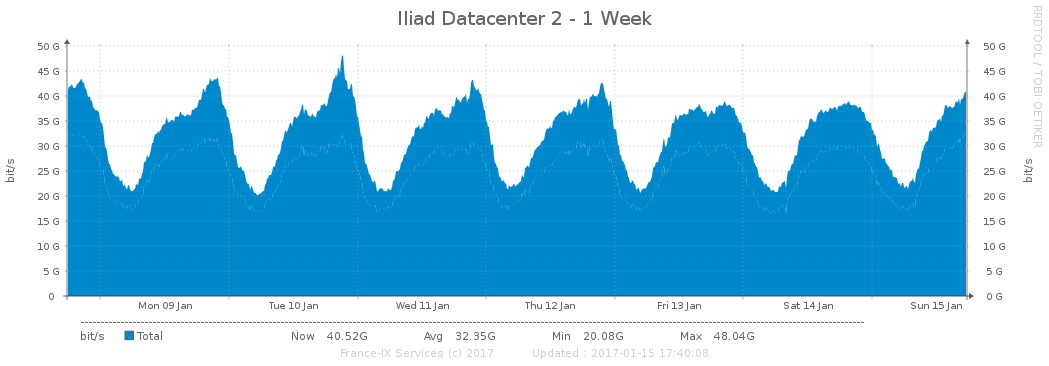 Iliad Datacenter 2 - 1 Week
RRDTOOL / TOBI OETIKER
50 G 50 G
45 G 45 G
40 G 40 G
35 G 35 G
30 G 30 G
25 G 25 G
20 G 20 G
15 G 15 G
10 G 10 G
5 G 5 G
0 0 G
bit/s bit/s
Mon 09 Jan Tue 10 Jan Wed 11 Jan Thu 12 Jan Fri 13 Jan Sat 14 Jan Sun 15 Jan
bit/s Total Now 40.52G Avg 32.35G Min 20.08G Max 48.04G
France-IX Services (c) 2017 Updated : 2017-01-15 17:40:08